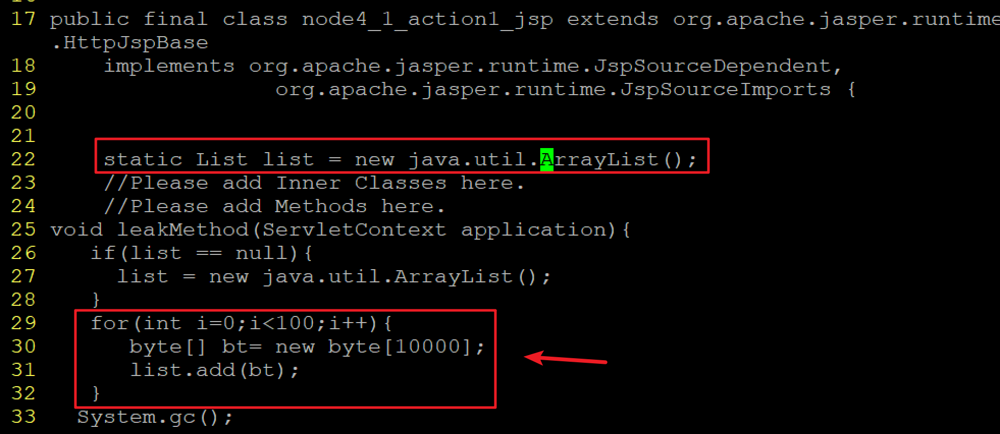 17 public final class node4_1_action1_jsp extends org.apache.jasper.runtime
.HttpJspBase
18     implements org.apache.jasper.runtime.JspSourceDependent,
19                  org.apache.jasper.runtime.JspSourceImports {
20
21
22     static List list = new java.util.ArrayList();
23     //Please add Inner Classes here.
24     //Please add Methods here.
25 void leakMethod(ServletContext application){
26    if(list == null){
27      list = new java.util.ArrayList();
28    }
29    for(int i=0;i<100;i++){
30       byte[] bt= new byte[10000];
31       list.add(bt);
32    }
33   System.gc();